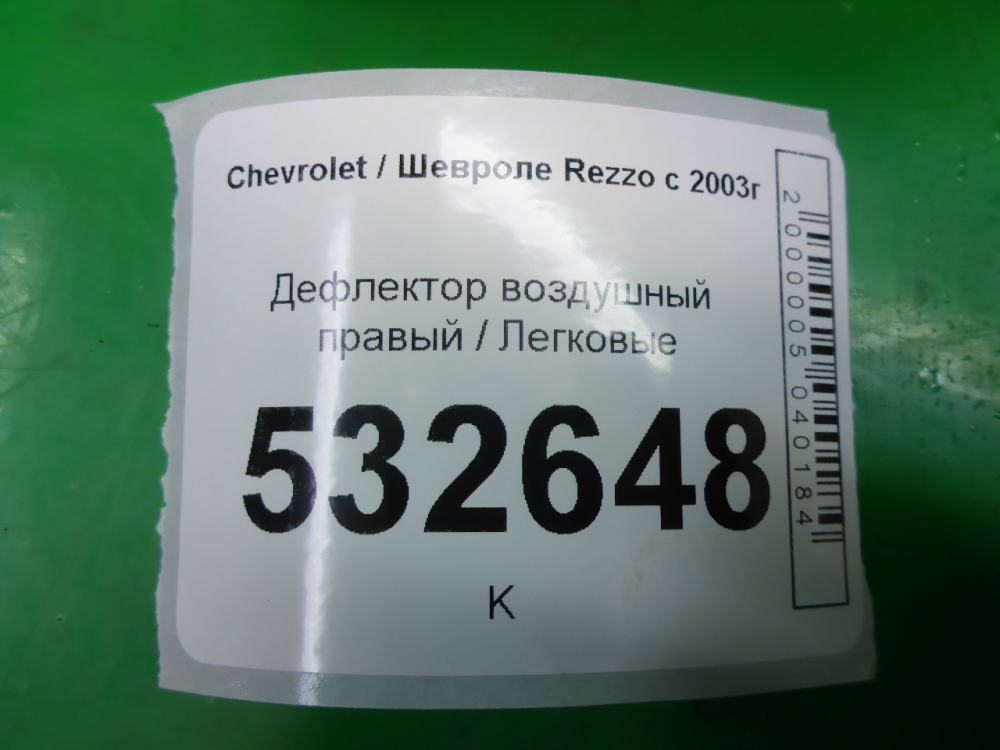 Chevrolet / Шевроле Rezzo с 2003г
Дефлектор воздушный
правый / Легковые
532648
К
2000005040184